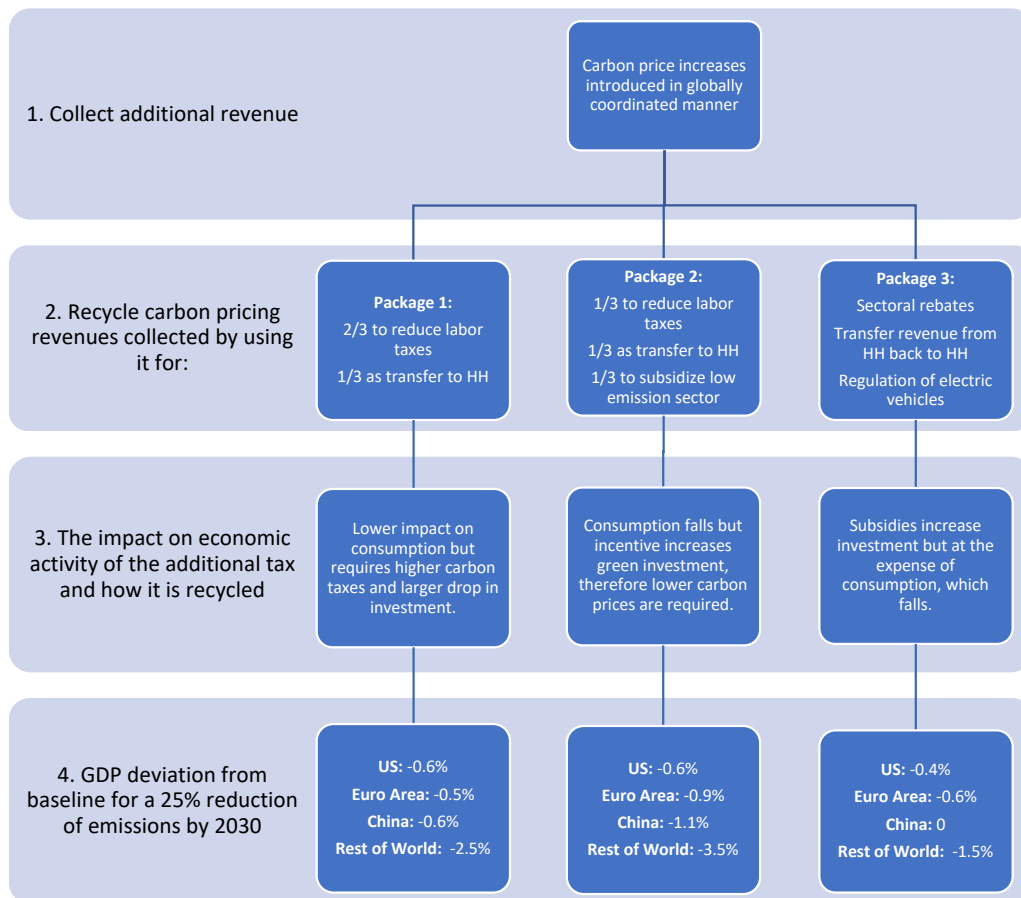 Carbon price increases
introduced in globally
coordinated manner
1. Collect additional revenue
2. Recycle carbon pricing
revenues collected by using
it for:
Package 1:
2/3 to reduce labor
taxes
1/3 as transfer to HH
Package 2:
1/3 to reduce labor
taxes
1/3 as transfer to HH
1/3 to subsidize low
emission sector
Package 3:
Sectoral rebates
Transfer revenue from
HH back to HH
Regulation of electric
vehicles
3. The impact on economic
activity of the additional tax
and how it is recycled
Lower impact on
consumption but
requires higher carbon
taxes and larger drop in
investment.
Consumption falls but
incentive increases
green investment,
therefore lower carbon
prices are required.
Subsidies increase
investment but at the
expense of
consumption, which
falls.
4. GDP deviation from
baseline for a 25% reduction
of emissions by 2030
US: -0.6%
Euro Area: -0.5%
China: -0.6%
Rest of World: -2.5%
US: -0.6%
Euro Area: -0.9%
China: -1.1%
Rest of World: -3.5%
US: -0.4%
Euro Area: -0.6%
China: 0
Rest of World: -1.5%